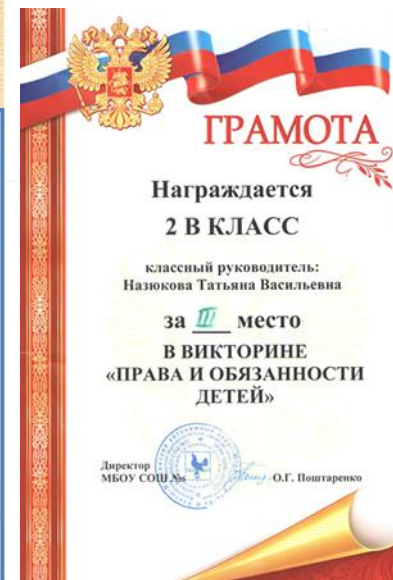 ГРАМОТА
Награждается
2 В КЛАСС
классный руководитель:
Назюкова Татьяна Васильевна
за III место
В ВИКТОРИНЕ
«ПРАВА И ОБЯЗАННОСТИ
ДЕТЕЙ»
Директор
МБОУ СОШ №6 О.Г. Поштаренко